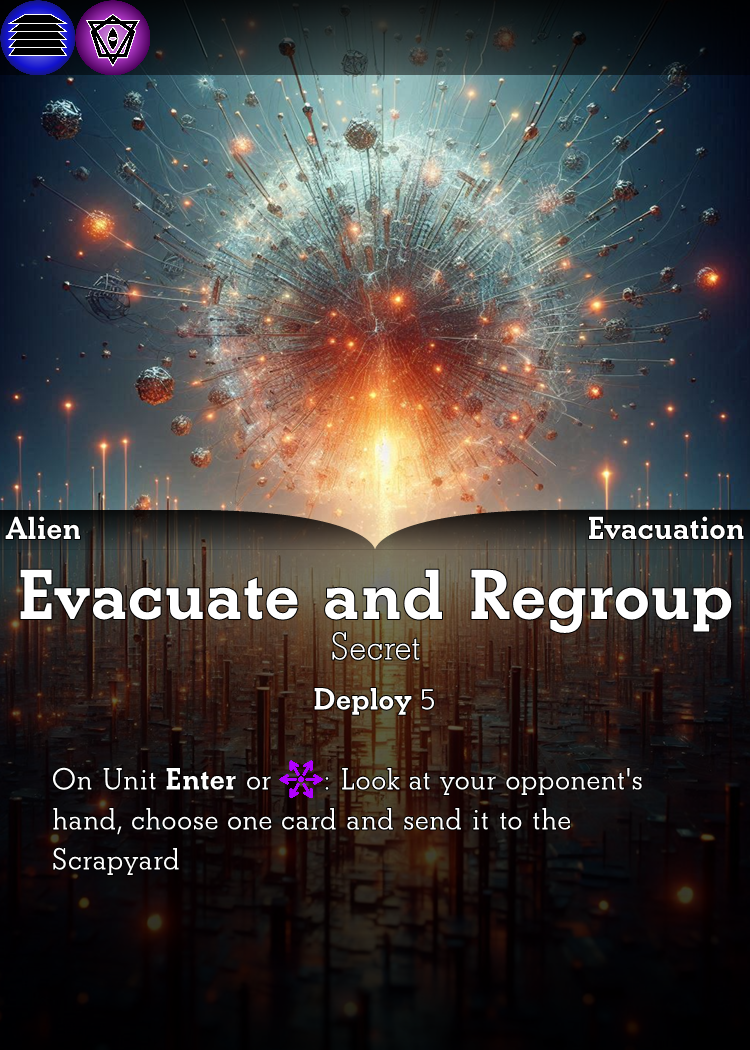 Alien
Evacuation
Evacuate and Regroup
Secret
Deploy 5
On Unit Enter or : Look at your opponent's
hand, choose one card and send it to the
Scrapyard